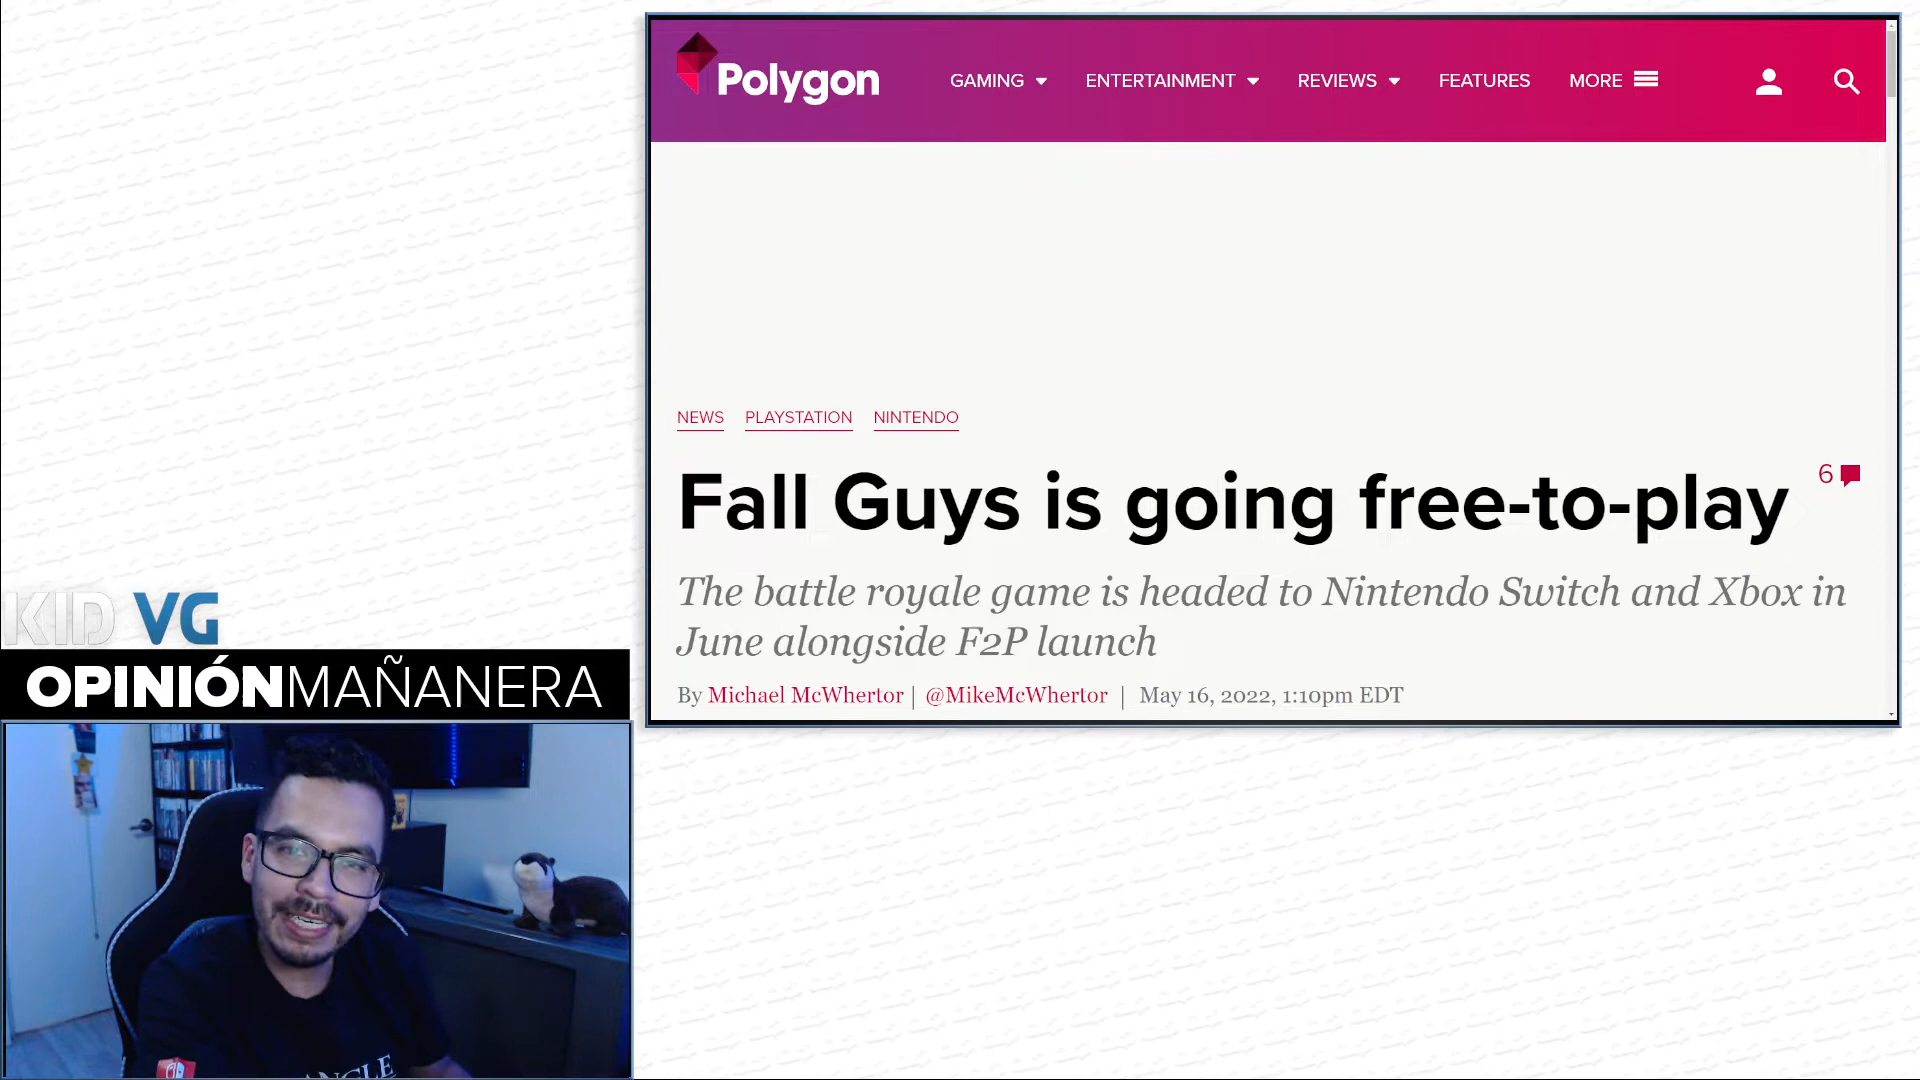 Polygon
GAMING ENTERTAINMENT REVIEWS FEATURES MORE
NEWS PLAYSTATION NINTENDO
Fall Guys is going free-to-play
6
The battle royale game is headed to Nintendo Switch and Xbox in
June alongside F2P launch
By Michael McWhertor | @MikeMcWhertor | May 16, 2022, 1:10pm EDT
KID VG
OPINIÓNMAÑANERA